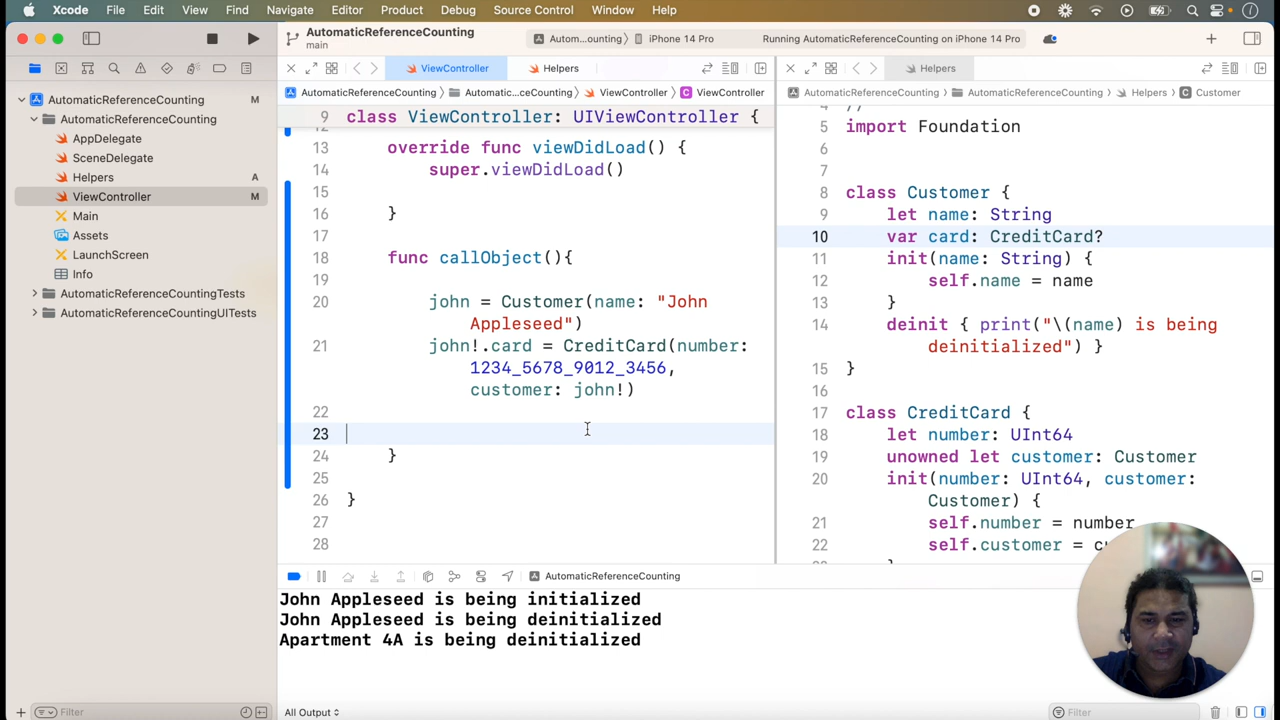 Xcode File Edit View Find Navigate Editor Product Debug Source Control Window Help
AutomaticReferenceCounting
main
Autom...ounting 〉 iPhone 14 Pro
Running AutomaticReferenceCounting on iPhone 14 Pro
AutomaticReferenceCounting M
AutomaticReferenceCounting
AppDelegate
SceneDelegate
Helpers A
ViewController M
Main
Assets
LaunchScreen
Info
AutomaticReferenceCountingTests
AutomaticReferenceCountingUITests
Filter
ViewController Helpers
AutomaticReferenceCounting 〉 Automatic...ceCounting 〉 ViewController 〉 C ViewController
9 class ViewController: UIViewController {
12
13 override func viewDidLoad() {
14 super.viewDidLoad()
15
16 }
17
18 func callObject(){
19
20 john = Customer(name: "John
Appleseed")
21 john!.card = CreditCard(number:
1234_5678_9012_3456,
customer: john!)
22
23
24 }
25
26 }
27
28
Helpers
AutomaticReferenceCounting 〉 AutomaticReferenceCounting 〉 Helpers 〉 C Customer
4 //
5 import Foundation
6
7
8 class Customer {
9 let name: String
10 var card: CreditCard?
11 init(name: String) {
12 self.name = name
13 }
14 deinit { print("\(name) is being
deinitialized") }
15 }
16
17 class CreditCard {
18 let number: UInt64
19 unowned let customer: Customer
20 init(number: UInt64, customer:
Customer) {
21 self.number = number
22 self.customer =
AutomaticReferenceCounting
John Appleseed is being initialized
John Appleseed is being deinitialized
Apartment 4A is being deinitialized
All Output
Filter